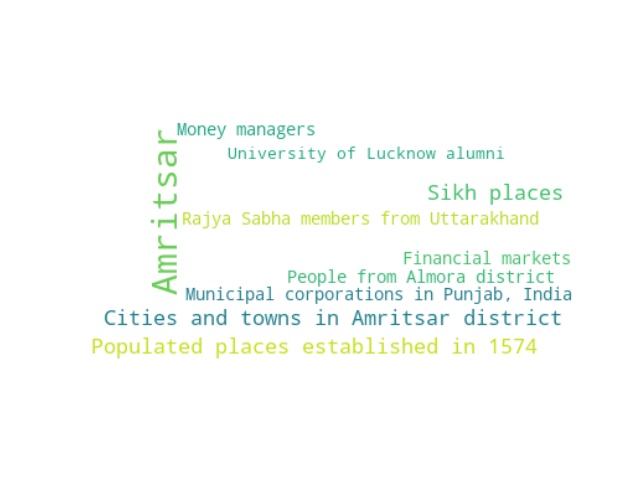 Money managers
University of Lucknow alumni
Amritsar
Sikh places
Rajya Sabha members from Uttarakhand
Financial markets
People from Almora district
Municipal corporations in Punjab, India
Cities and towns in Amritsar district
Populated places established in 1574